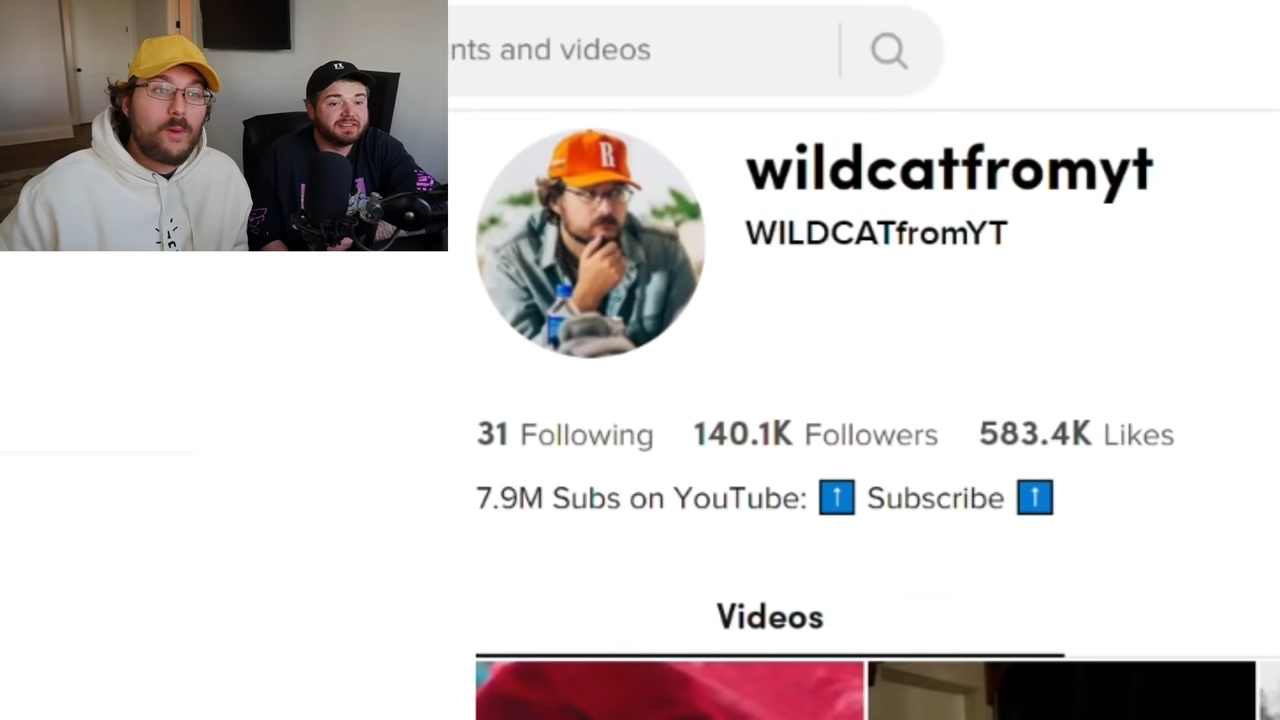 nts and videos
R
wildcatfromyt
WILDCATfromYT
31 Following 140.1K Followers 583.4K Likes
7.9M Subs on YouTube: ⬆️ Subscribe ⬆️
Videos